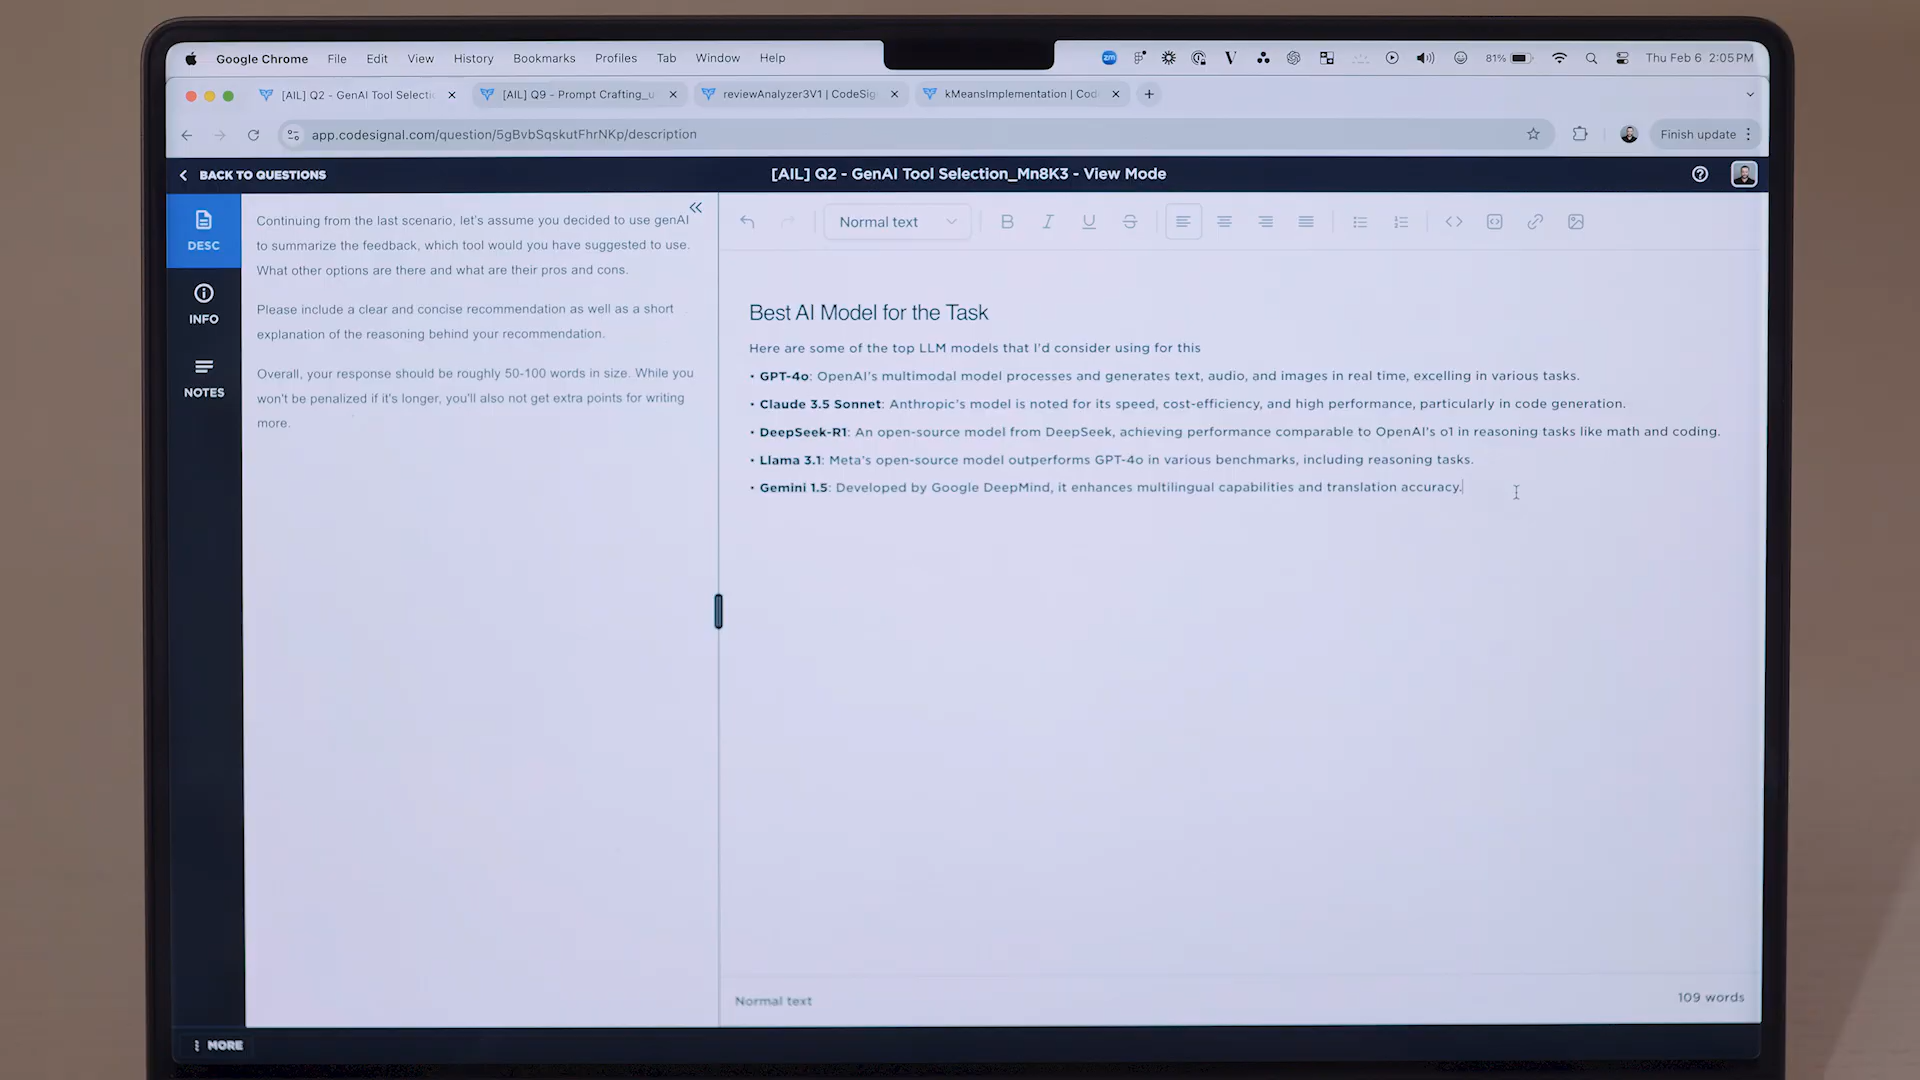 Google Chrome File Edit View History Bookmarks Profiles Tab Window Help zm V 81% Thu Feb 6 2:05 PM
[AIL] Q2 - GenAI Tool Selectic [AIL] Q9 - Prompt Crafting_u reviewAnalyzer3V1 | CodeSig kMeansImplementation | Cod
app.codesignal.com/question/5gBvbSqskutFhrNKp/description Finish update
BACK TO QUESTIONS [AIL] Q2 - GenAI Tool Selection_Mn8K3 - View Mode
DESC
INFO
NOTES
Continuing from the last scenario, let's assume you decided to use genAI
to summarize the feedback, which tool would you have suggested to use.
What other options are there and what are their pros and cons.
Please include a clear and concise recommendation as well as a short
explanation of the reasoning behind your recommendation.
Overall, your response should be roughly 50-100 words in size. While you
won't be penalized if it's longer, you'll also not get extra points for writing
more.
Normal text B I U S
Best AI Model for the Task
Here are some of the top LLM models that I'd consider using for this
• GPT-4o: OpenAI's multimodal model processes and generates text, audio, and images in real time, excelling in various tasks.
• Claude 3.5 Sonnet: Anthropic's model is noted for its speed, cost-efficiency, and high performance, particularly in code generation.
• DeepSeek-R1: An open-source model from DeepSeek, achieving performance comparable to OpenAI's o1 in reasoning tasks like math and coding.
• Llama 3.1: Meta's open-source model outperforms GPT-4o in various benchmarks, including reasoning tasks.
• Gemini 1.5: Developed by Google DeepMind, it enhances multilingual capabilities and translation accuracy.
Normal text 109 words
MORE